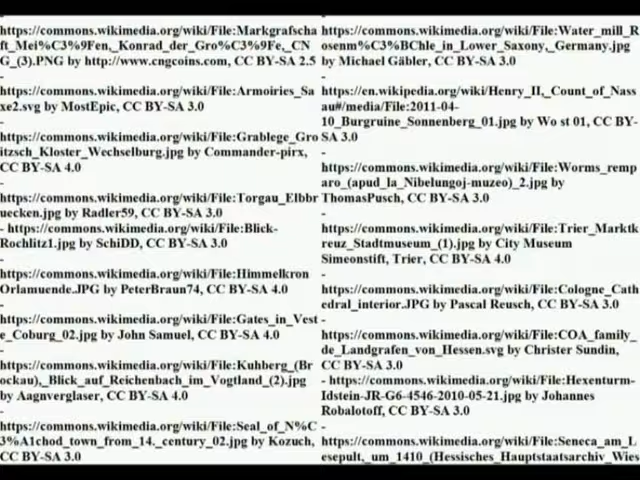 https://commons.wikimedia.org/wiki/File:Markgrafscha
ft_Mei%C3%9Fen,_Konrad_der_Gro%C3%9Fe,_CN
G_(3).PNG by http://www.cngcoins.com, CC BY-SA 2.5
-
https://commons.wikimedia.org/wiki/File:Armoiries_Sa
xe2.svg by MostEpic, CC BY-SA 3.0
-
https://commons.wikimedia.org/wiki/File:Grablege_Gro
itzsch_Kloster_Wechselburg.jpg by Commander-pirx,
CC BY-SA 4.0
-
https://commons.wikimedia.org/wiki/File:Torgau_Elbbr
uecken.jpg by Radler59, CC BY-SA 3.0
- https://commons.wikimedia.org/wiki/File:Blick-
Rochlitz1.jpg by SchiDD, CC BY-SA 3.0
-
https://commons.wikimedia.org/wiki/File:Himmelkron
Orlamuende.JPG by PeterBraun74, CC BY-SA 4.0
-
https://commons.wikimedia.org/wiki/File:Gates_in_Vest
e_Coburg_02.jpg by John Samuel, CC BY-SA 4.0
-
https://commons.wikimedia.org/wiki/File:Kuhberg_(Br
ockau),_Blick_auf_Reichenbach_im_Vogtland_(2).jpg
by Aagnverglaser, CC BY-SA 4.0
-
https://commons.wikimedia.org/wiki/File:Seal_of_N%C
3%A1chod_town_from_14._century_02.jpg by Kozuch,
CC BY-SA 3.0
-
https://commons.wikimedia.org/wiki/File:Water_mill_R
osenm%C3%BChle_in_Lower_Saxony,_Germany.jpg
by Michael Gäbler, CC BY-SA 3.0
-
https://en.wikipedia.org/wiki/Henry_II,_Count_of_Nass
au#/media/File:2011-04-
10_Burgruine_Sonnenberg_01.jpg by Wo st 01, CC BY-
SA 3.0
-
https://commons.wikimedia.org/wiki/File:Worms_remp
aro_(apud_la_Nibelungoj-muzeo)_2.jpg by
ThomasPusch, CC BY-SA 3.0
-
https://commons.wikimedia.org/wiki/File:Trier_Marktk
reuz_Stadtmuseum_(1).jpg by City Museum
Simeonstift, Trier, CC BY-SA 4.0
-
https://commons.wikimedia.org/wiki/File:Cologne_Cath
edral_interior.JPG by Pascal Reusch, CC BY-SA 3.0
-
https://commons.wikimedia.org/wiki/File:COA_family_
de_Landgrafen_von_Hessen.svg by Christer Sundin,
CC BY-SA 3.0
- https://commons.wikimedia.org/wiki/File:Hexenturm-
Idstein-JR-G6-4546-2010-05-21.jpg by Johannes
Robalotoff, CC BY-SA 3.0
-
https://commons.wikimedia.org/wiki/File:Seneca_am_L
esepult,_um_1410_(Hessisches_Hauptstaatsarchiv_Wies